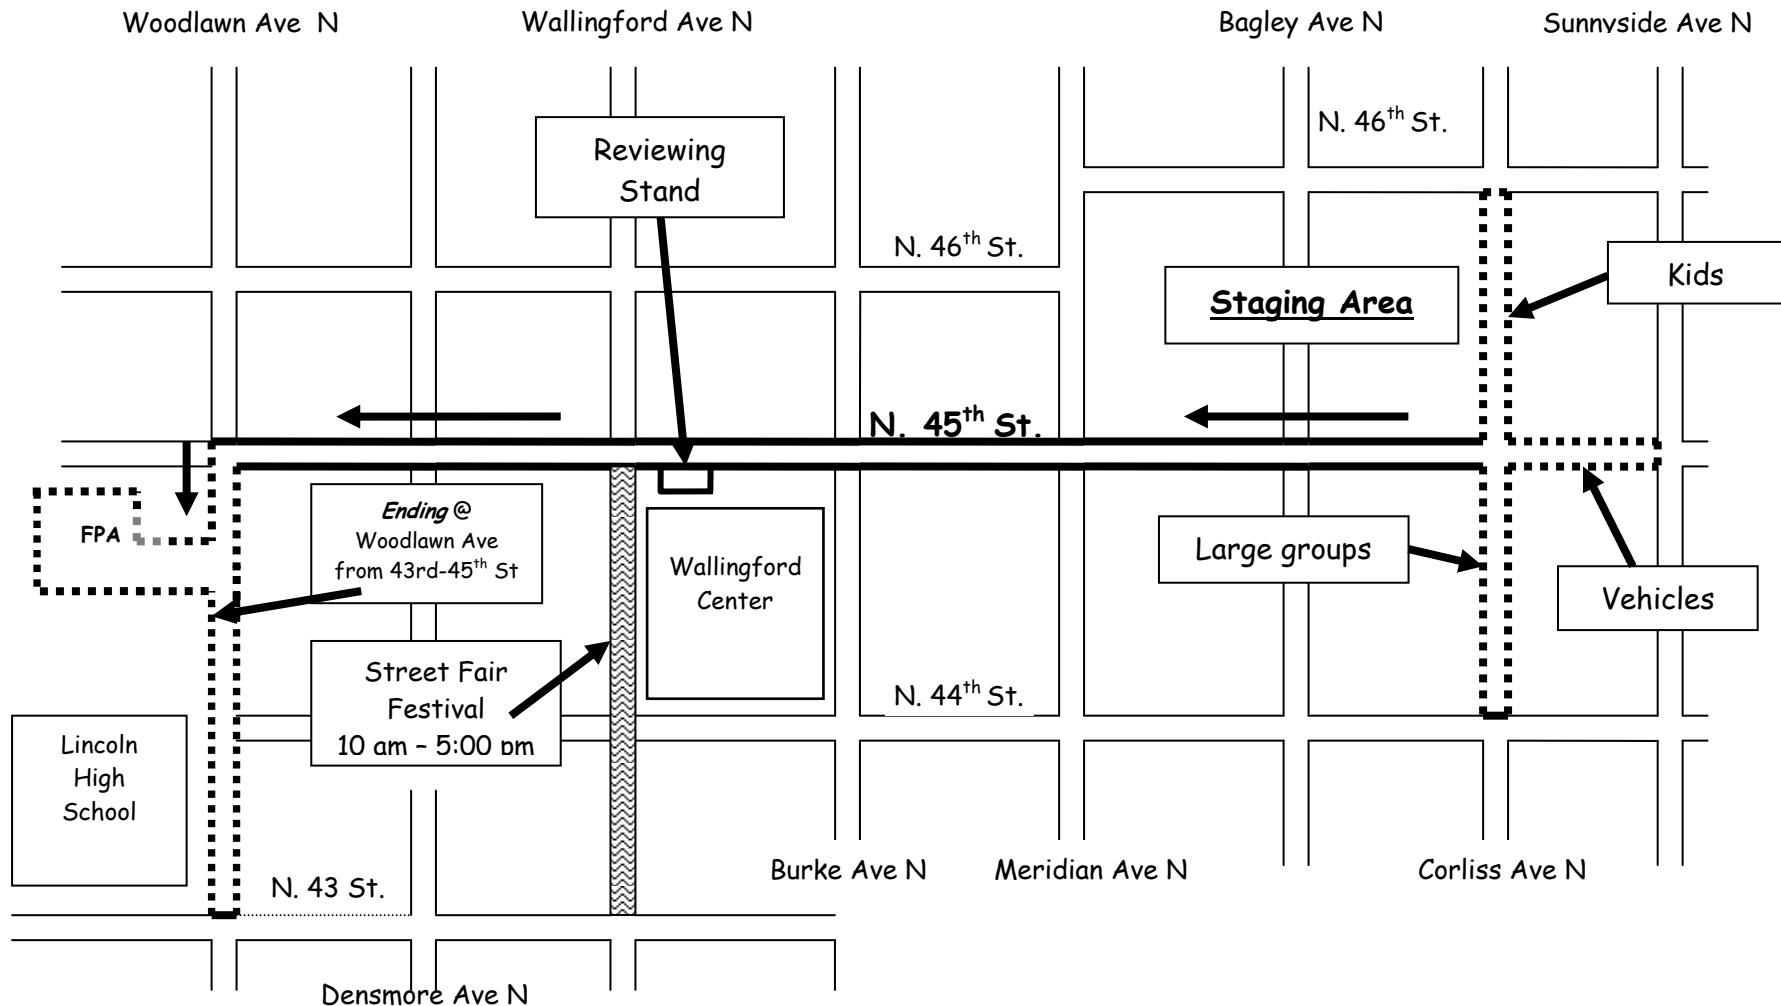 Woodlawn Ave N
Wallingford Ave N
Bagley Ave N
Sunnyside Ave N
N. 46th St.
Reviewing
Stand
N. 46th St.
Staging Area
Kids
N. 45th St.
FPA
Ending @
Woodlawn Ave
from 43rd-45th St
Wallingford
Center
Large groups
Vehicles
Street Fair
Festival
10 am – 5:00 pm
N. 44th St.
Lincoln
High
School
N. 43 St.
Burke Ave N
Meridian Ave N
Corliss Ave N
Densmore Ave N